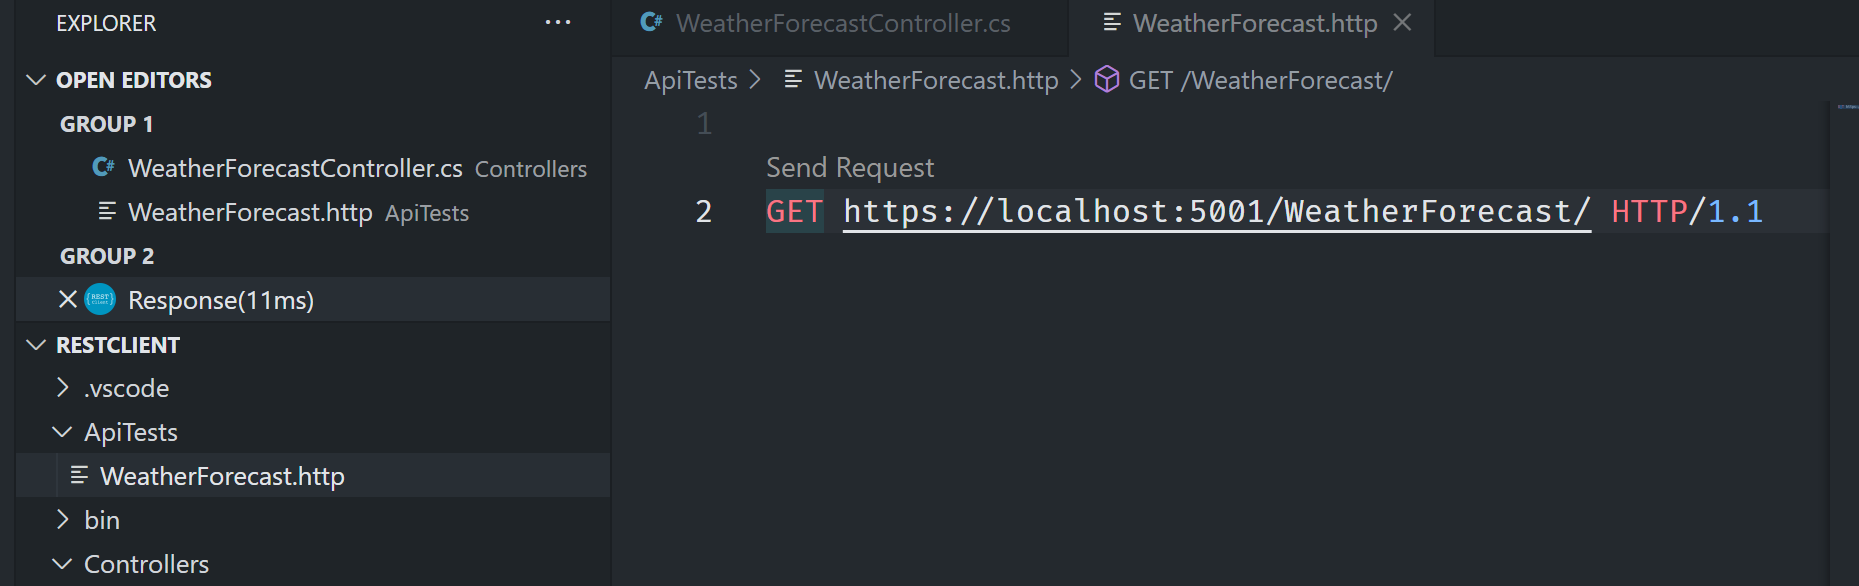 EXPLORER ...
OPEN EDITORS
GROUP 1
C# WeatherForecastController.cs Controllers
WeatherForecast.http ApiTests
GROUP 2
{REST Client} Response(11ms)
RESTCLIENT
.vscode
ApiTests
WeatherForecast.http
bin
Controllers
C# WeatherForecastController.cs
WeatherForecast.http
ApiTests > WeatherForecast.http > GET /WeatherForecast/
1
Send Request
2 GET https://localhost:5001/WeatherForecast/ HTTP/1.1